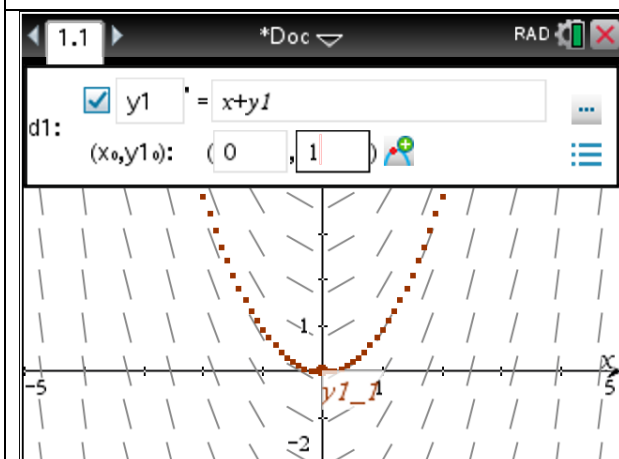 1.1 *Doc RAD
y1 ' = x+y1 ...
d1:
(x₀,y1₀): ( 0 , 1 )
1
x
-5 y1_1 1 5
-2